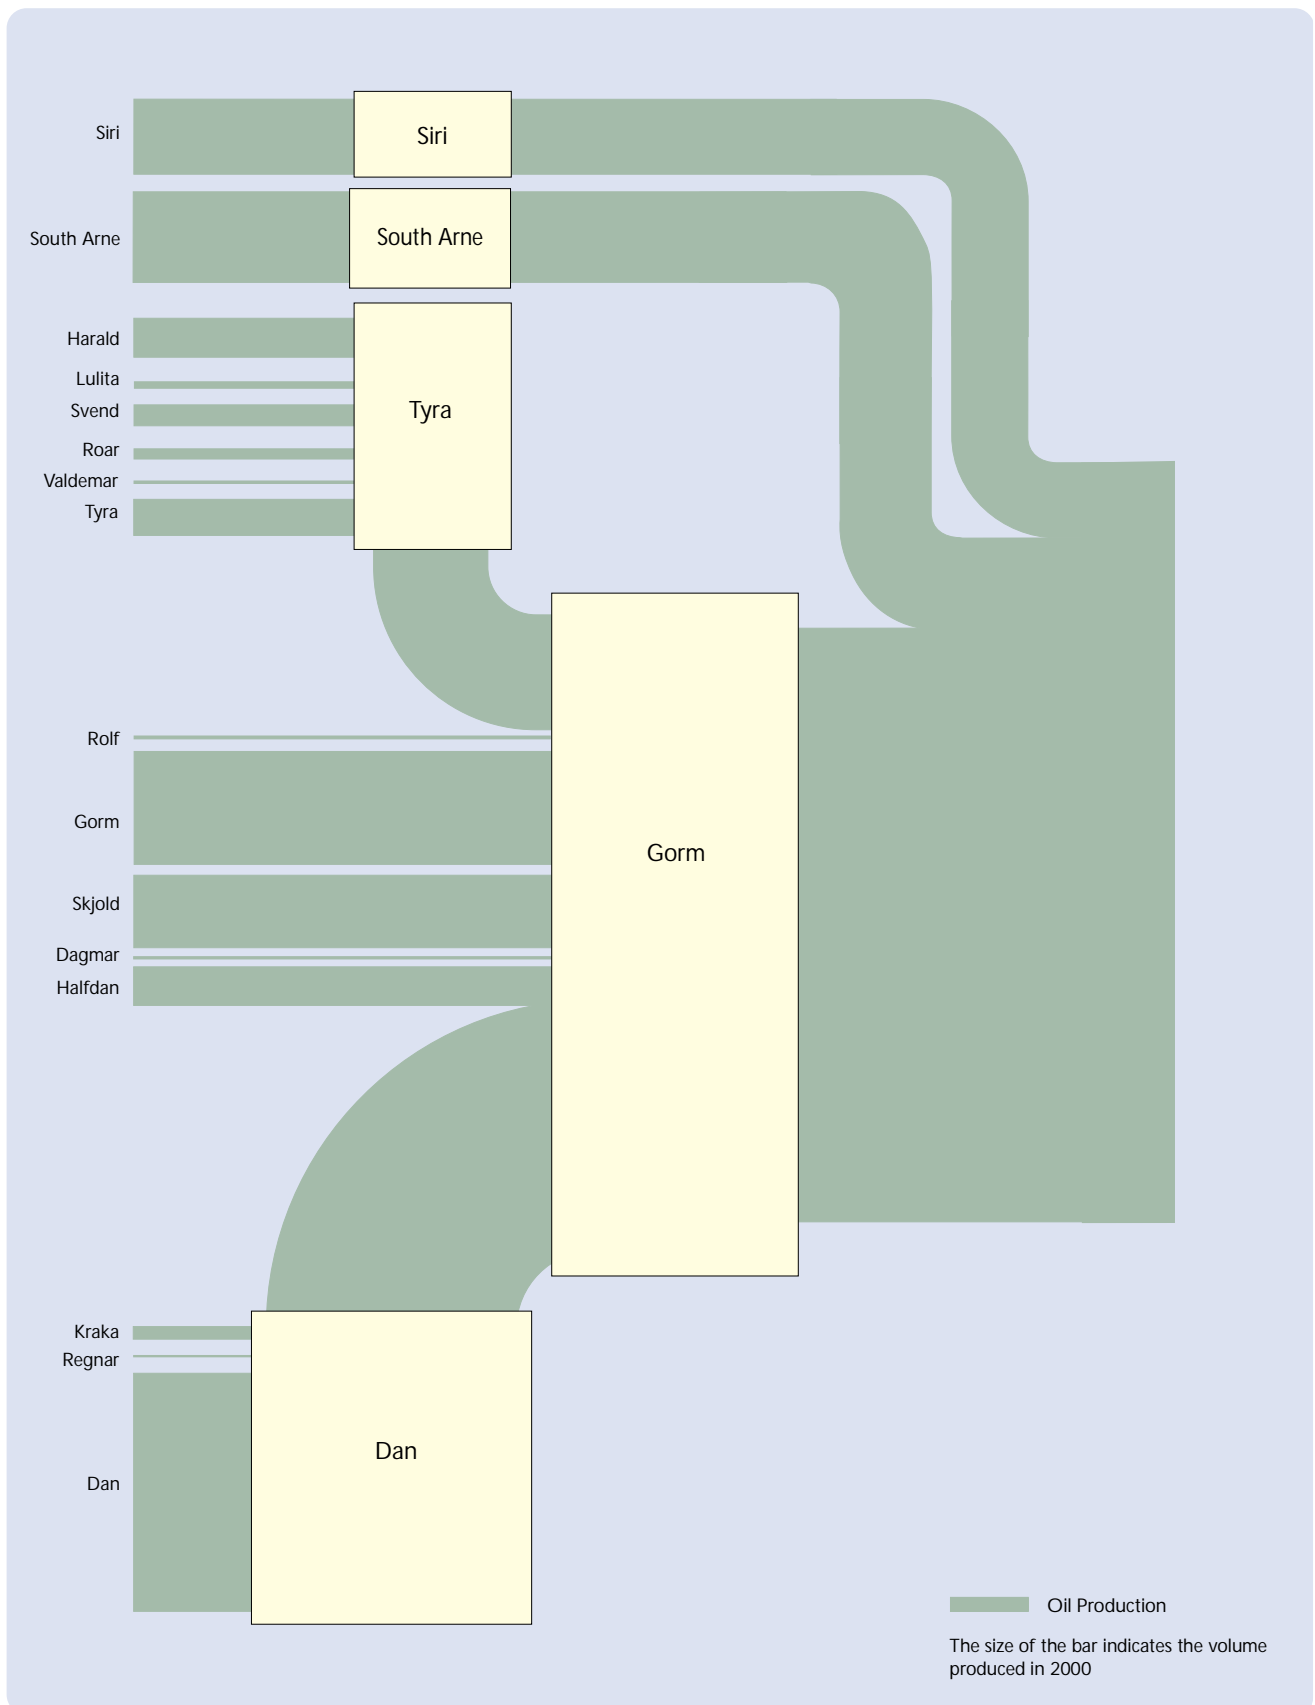 Siri
Siri
South Arne
South Arne
Harald
Lulita
Svend
Roar
Valdemar
Tyra
Tyra
Rolf
Gorm
Skjold
Dagmar
Halfdan
Gorm
Kraka
Regnar
Dan
Dan
Oil Production
The size of the bar indicates the volume
produced in 2000